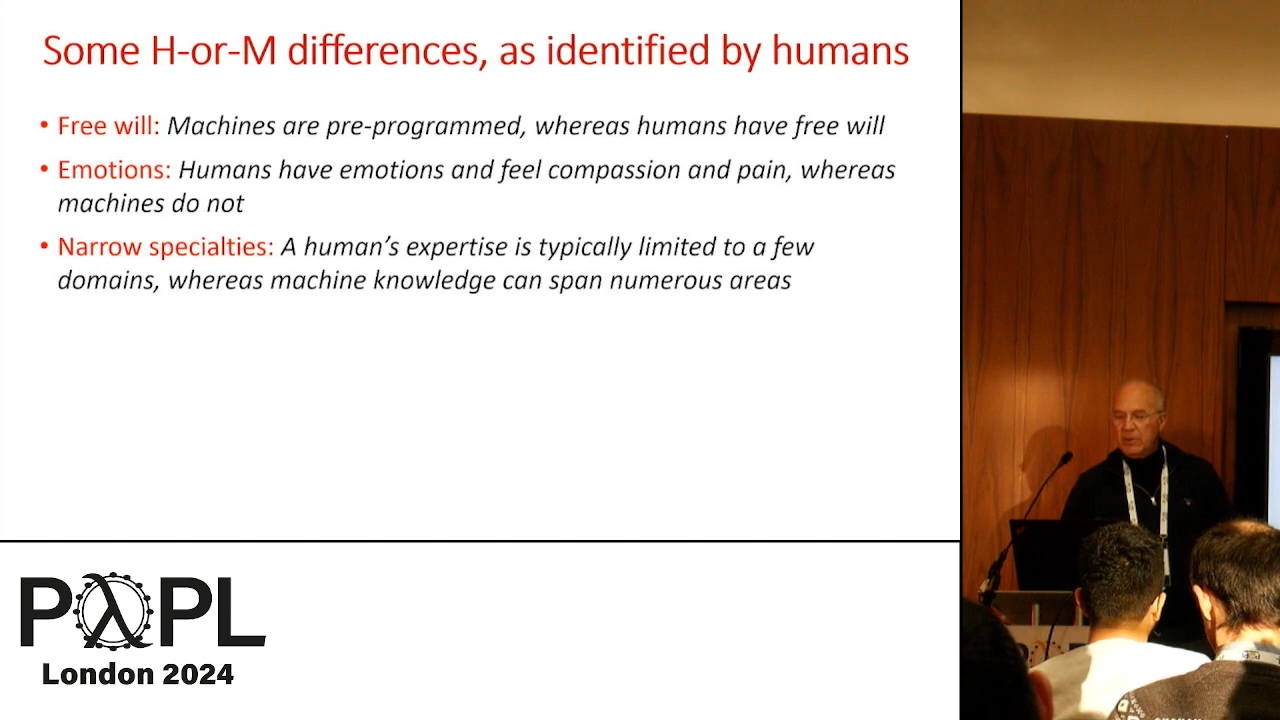 Some H-or-M differences, as identified by humans
• Free will: Machines are pre-programmed, whereas humans have free will
• Emotions: Humans have emotions and feel compassion and pain, whereas
machines do not
• Narrow specialties: A human's expertise is typically limited to a few
domains, whereas machine knowledge can span numerous areas
PλPL
London 2024